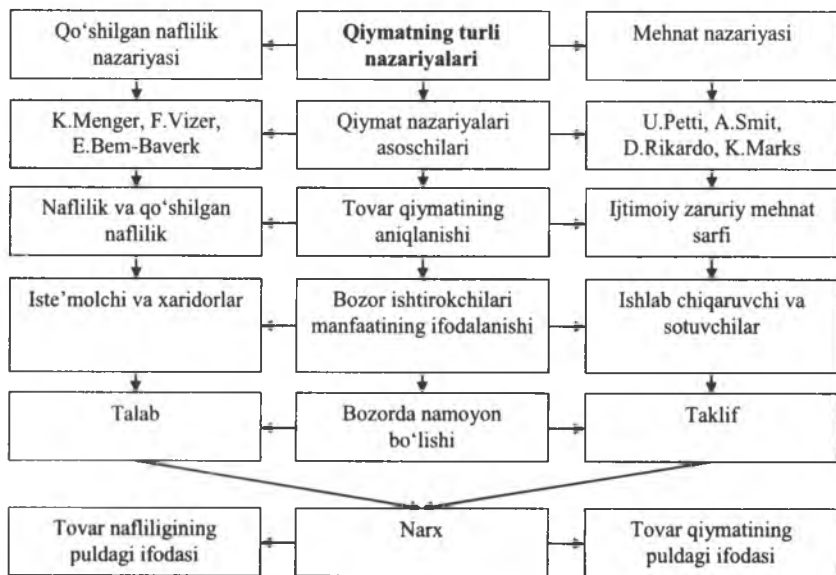 Qo‘shilgan naflilik
nazariyasi
Qiymatning turli
nazariyalari
Mehnat nazariyasi
K.Menger, F.Vizer,
E.Bem-Baverk
Qiymat nazariyalari
asoschilari
U.Petti, A.Smit,
D.Rikardo, K.Marks
Naflilik va qo‘shilgan
naflilik
Tovar qiymatining
aniqlanishi
Ijtimoiy zaruriy mehnat
sarfi
Iste’molchi va xaridorlar
Bozor ishtirokchilari
manfaatining ifodalanishi
Ishlab chiqaruvchi va
sotuvchilar
Talab
Bozorda namoyon
bo‘lishi
Taklif
Tovar nafliligining
puldagi ifodasi
Narx
Tovar qiymatining
puldagi ifodasi